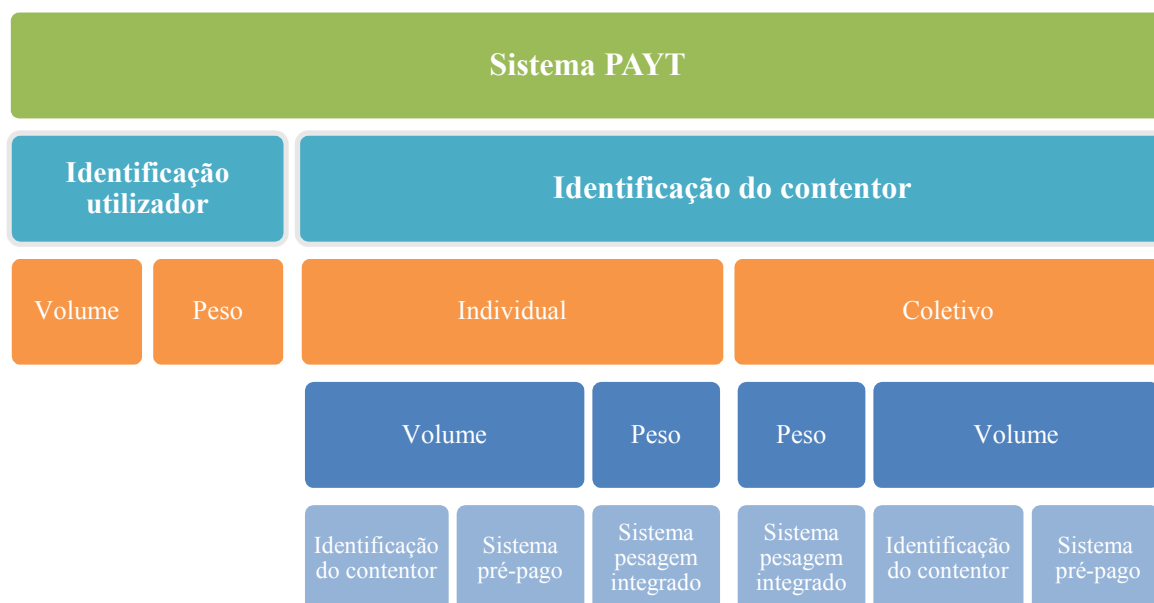 Sistema PAYT
Identificação
utilizador
Identificação do contentor
Volume
Peso
Individual
Coletivo
Volume
Peso
Peso
Volume
Identificação
do contentor
Sistema
pré-pago
Sistema
pesagem
integrado
Sistema
pesagem
integrado
Identificação
do contentor
Sistema
pré-pago